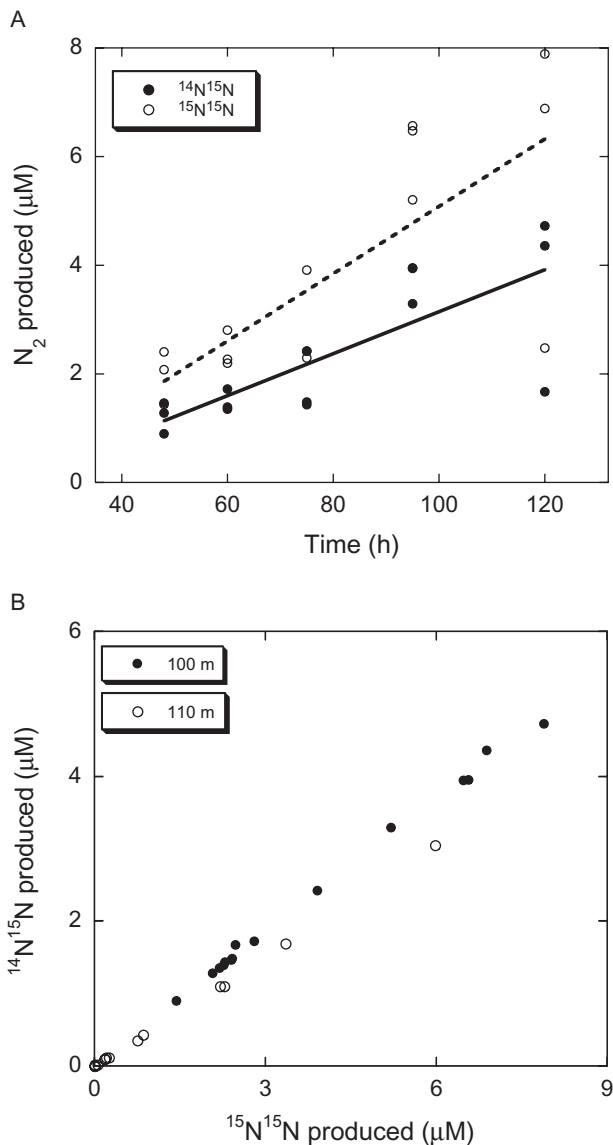 A
8
6
4
2
0
N₂ produced (μM)
¹⁴N¹⁵N
¹⁵N¹⁵N
40 60 80 100 120
Time (h)
B
6
4
2
0
¹⁴N¹⁵N produced (μM)
100 m
110 m
0 3 6 9
¹⁵N¹⁵N produced (μM)